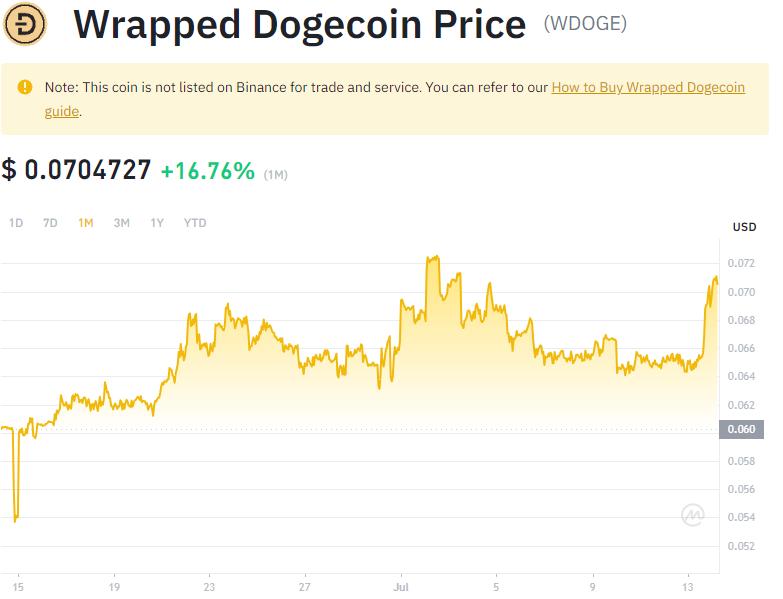 Wrapped Dogecoin Price (WDOGE)
Note: This coin is not listed on Binance for trade and service. You can refer to our How to Buy Wrapped Dogecoin
guide.
$ 0.0704727 +16.76% (1M)
1D 7D 1M 3M 1Y YTD
USD
0.072
0.070
0.068
0.066
0.064
0.062
0.060
0.058
0.056
0.054
0.052
15 19 23 27 Jul 5 9 13